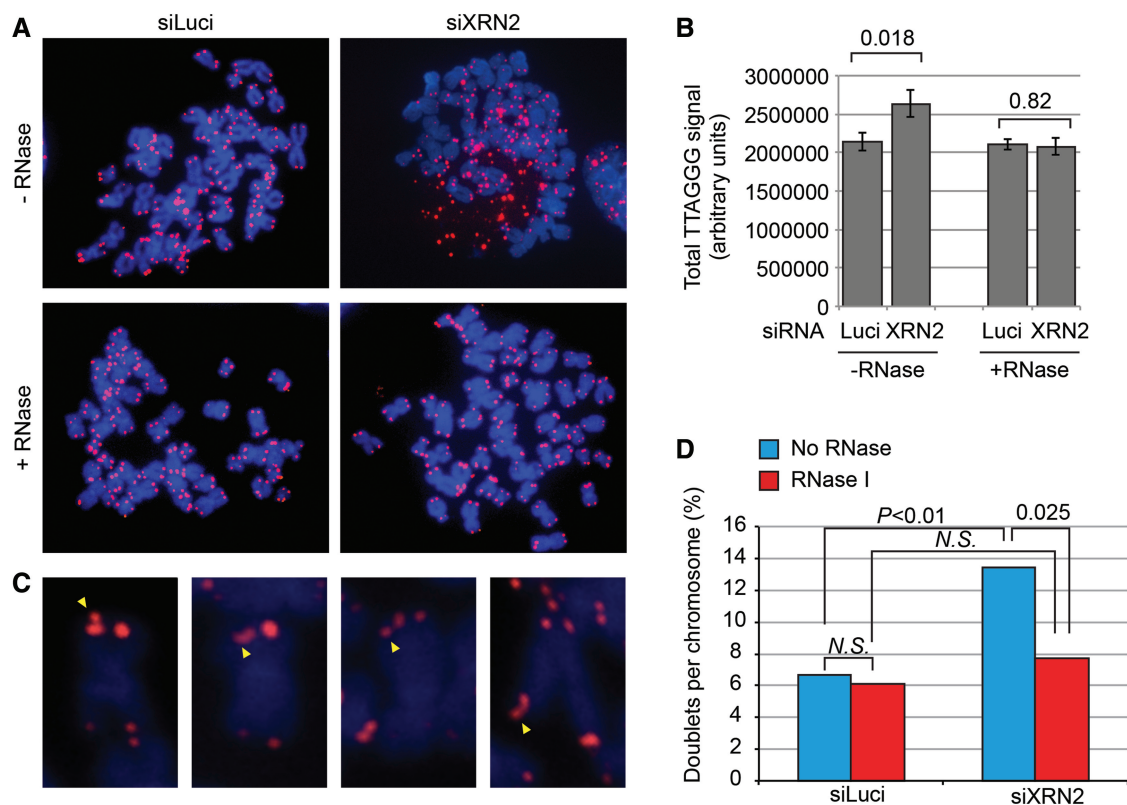 A
siLuci
siXRN2
- RNase
+ RNase
B
0.018
0.82
3000000
2500000
2000000
1500000
1000000
500000
0
Total TTAGGG signal
(arbitrary units)
siRNA
Luci XRN2
Luci XRN2
-RNase
+RNase
C
D
No RNase
RNase I
P<0.01
0.025
N.S.
N.S.
16
14
12
10
8
6
4
2
0
Doublets per chromosome (%)
siLuci
siXRN2